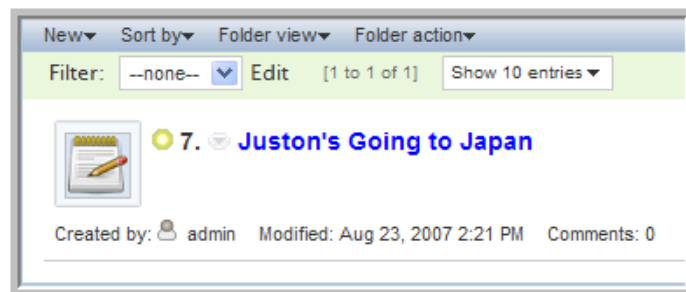 New Sort by Folder view Folder action
Filter: --none-- Edit [1 to 1 of 1] Show 10 entries
7. Juston's Going to Japan
Created by: admin Modified: Aug 23, 2007 2:21 PM Comments: 0